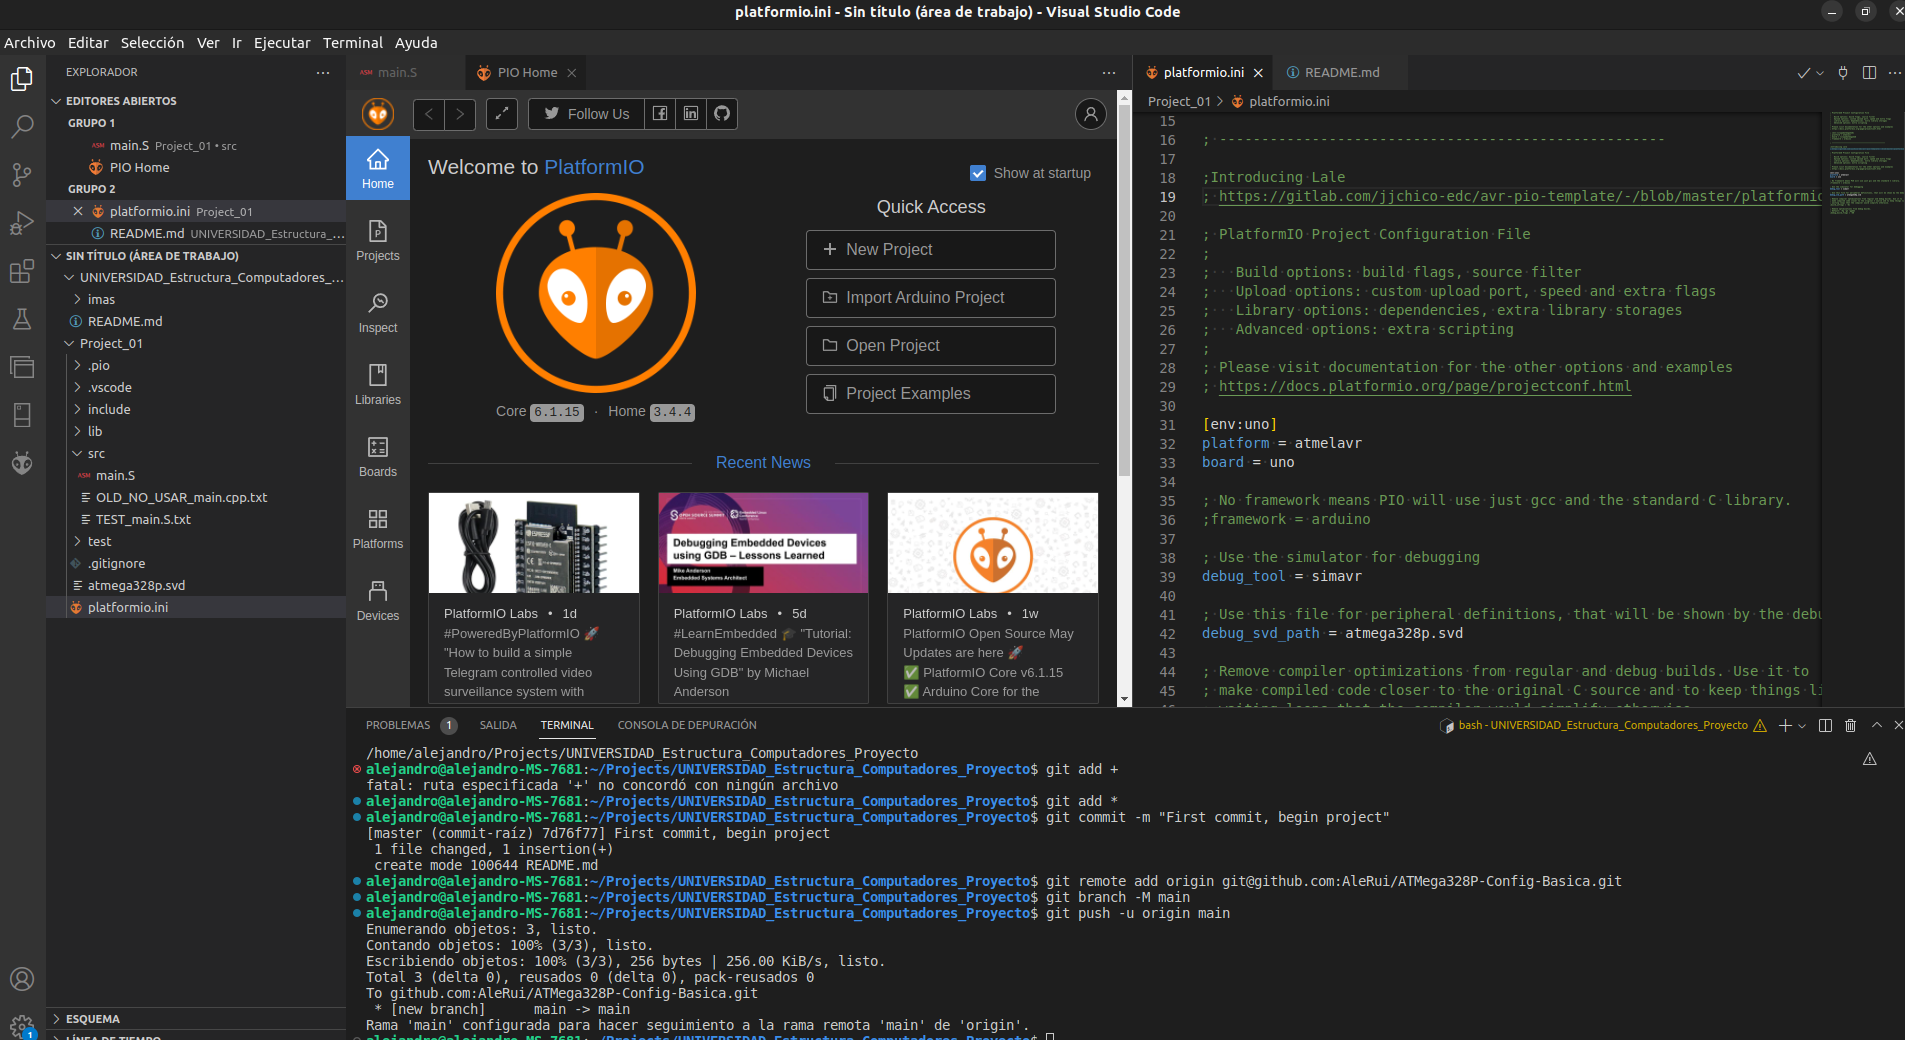 platformio.ini - Sin título (área de trabajo) - Visual Studio Code
Archivo Editar Selección Ver Ir Ejecutar Terminal Ayuda
EXPLORADOR
EDITORES ABIERTOS
GRUPO 1
main.S Project_01 • src
PIO Home
GRUPO 2
platformio.ini Project_01
README.md UNIVERSIDAD_Estructura_...
SIN TÍTULO (ÁREA DE TRABAJO)
UNIVERSIDAD_Estructura_Computadores_...
imas
README.md
Project_01
.pio
.vscode
include
lib
src
main.S
OLD_NO_USAR_main.cpp.txt
TEST_main.S.txt
test
.gitignore
atmega328p.svd
platformio.ini
ESQUEMA
LÍNEA DE TIEMPO
1
main.S
PIO Home
Follow Us
Home
Projects
Inspect
Libraries
Boards
Platforms
Devices
Welcome to PlatformIO
Show at startup
Quick Access
New Project
Import Arduino Project
Open Project
Project Examples
Core 6.1.15 · Home 3.4.4
Recent News
Debugging Embedded Devices
using GDB – Lessons Learned
Mike Anderson
Embedded Systems Architect
PlatformIO Labs • 1d
#PoweredByPlatformIO 🚀
"How to build a simple
Telegram controlled video
surveillance system with
PlatformIO Labs • 5d
#LearnEmbedded 🎓 "Tutorial:
Debugging Embedded Devices
Using GDB" by Michael
Anderson
PlatformIO Labs • 1w
PlatformIO Open Source May
Updates are here 🚀
✅ PlatformIO Core v6.1.15
✅ Arduino Core for the
platformio.ini
README.md
Project_01 > platformio.ini
15
16 ; -----------------------------------------------------
17
18 ;Introducing Lale
19 ; https://gitlab.com/jjchico-edc/avr-pio-template/-/blob/master/platformio
20
21 ; PlatformIO Project Configuration File
22 ;
23 ;   Build options: build flags, source filter
24 ;   Upload options: custom upload port, speed and extra flags
25 ;   Library options: dependencies, extra library storages
26 ;   Advanced options: extra scripting
27 ;
28 ; Please visit documentation for the other options and examples
29 ; https://docs.platformio.org/page/projectconf.html
30
31 [env:uno]
32 platform = atmelavr
33 board = uno
34
35 ; No framework means PIO will use just gcc and the standard C library.
36 ;framework = arduino
37
38 ; Use the simulator for debugging
39 debug_tool = simavr
40
41 ; Use this file for peripheral definitions, that will be shown by the debu
42 debug_svd_path = atmega328p.svd
43
44 ; Remove compiler optimizations from regular and debug builds. Use it to
45 ; make compiled code closer to the original C source and to keep things li
PROBLEMAS 1 SALIDA TERMINAL CONSOLA DE DEPURACIÓN
bash - UNIVERSIDAD_Estructura_Computadores_Proyecto
/home/alejandro/Projects/UNIVERSIDAD_Estructura_Computadores_Proyecto
alejandro@alejandro-MS-7681:~/Projects/UNIVERSIDAD_Estructura_Computadores_Proyecto$ git add +
fatal: ruta especificada '+' no concordó con ningún archivo
alejandro@alejandro-MS-7681:~/Projects/UNIVERSIDAD_Estructura_Computadores_Proyecto$ git add *
alejandro@alejandro-MS-7681:~/Projects/UNIVERSIDAD_Estructura_Computadores_Proyecto$ git commit -m "First commit, begin project"
[master (commit-raíz) 7d76f77] First commit, begin project
1 file changed, 1 insertion(+)
create mode 100644 README.md
alejandro@alejandro-MS-7681:~/Projects/UNIVERSIDAD_Estructura_Computadores_Proyecto$ git remote add origin git@github.com:AleRui/ATMega328P-Config-Basica.git
alejandro@alejandro-MS-7681:~/Projects/UNIVERSIDAD_Estructura_Computadores_Proyecto$ git branch -M main
alejandro@alejandro-MS-7681:~/Projects/UNIVERSIDAD_Estructura_Computadores_Proyecto$ git push -u origin main
Enumerando objetos: 3, listo.
Contando objetos: 100% (3/3), listo.
Escribiendo objetos: 100% (3/3), 256 bytes | 256.00 KiB/s, listo.
Total 3 (delta 0), reusados 0 (delta 0), pack-reusados 0
To github.com:AleRui/ATMega328P-Config-Basica.git
* [new branch]      main -> main
Rama 'main' configurada para hacer seguimiento a la rama remota 'main' de 'origin'.
alejandro@alejandro-MS-7681:~/Projects/UNIVERSIDAD_Estructura_Computadores_Proyecto$